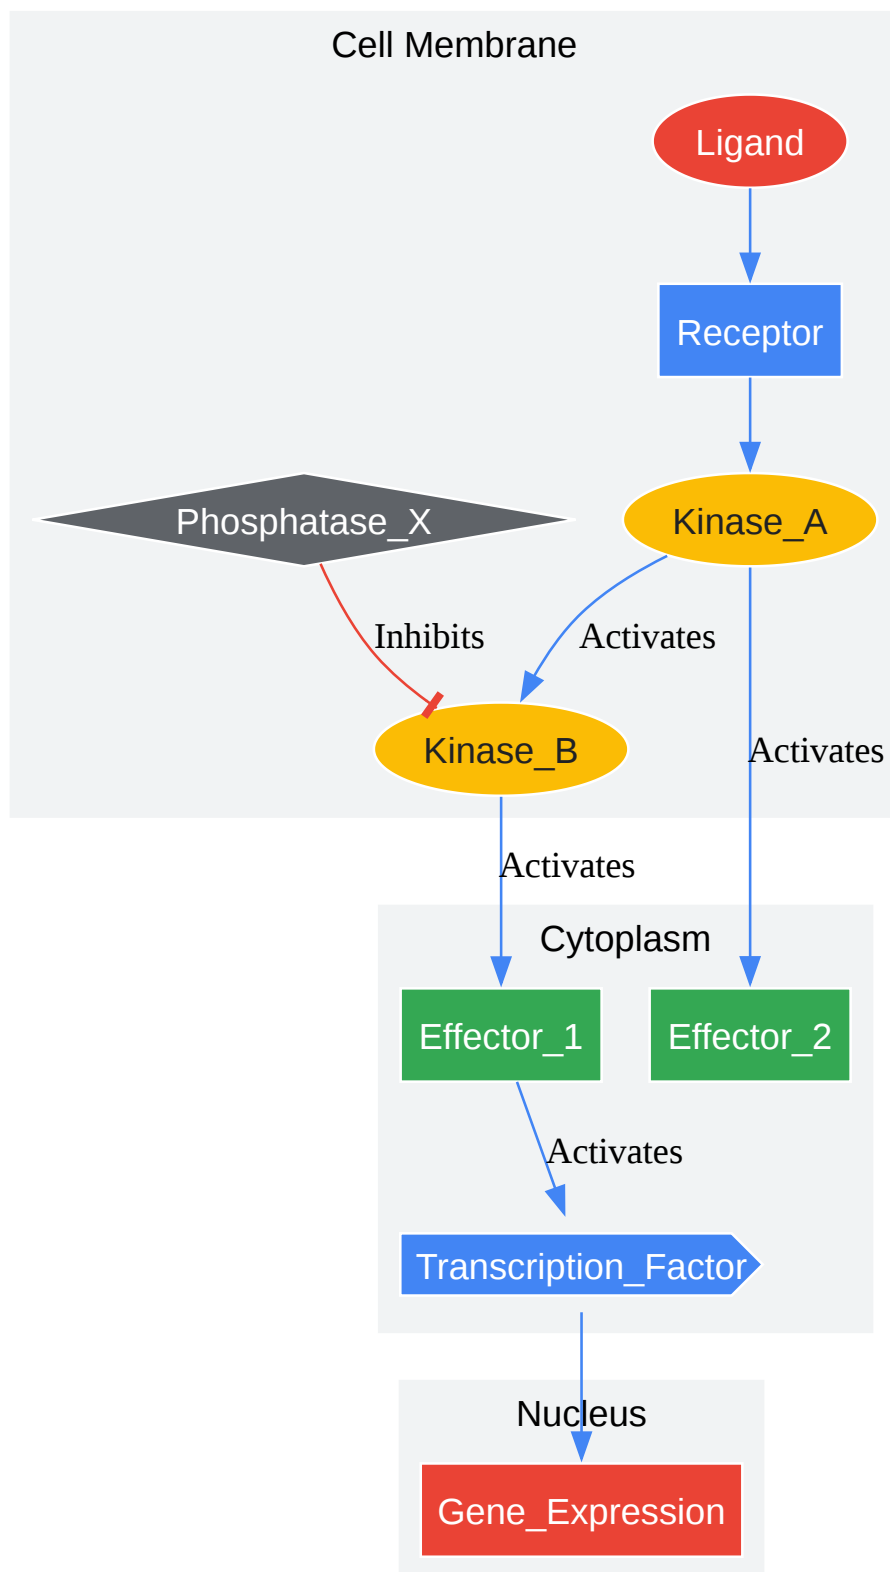 Cell Membrane
Ligand
Receptor
Phosphatase_X
Kinase_A
Inhibits
Activates
Kinase_B
Activates
Activates
Cytoplasm
Effector_1
Effector_2
Activates
Transcription_Factor
Nucleus
Gene_Expression